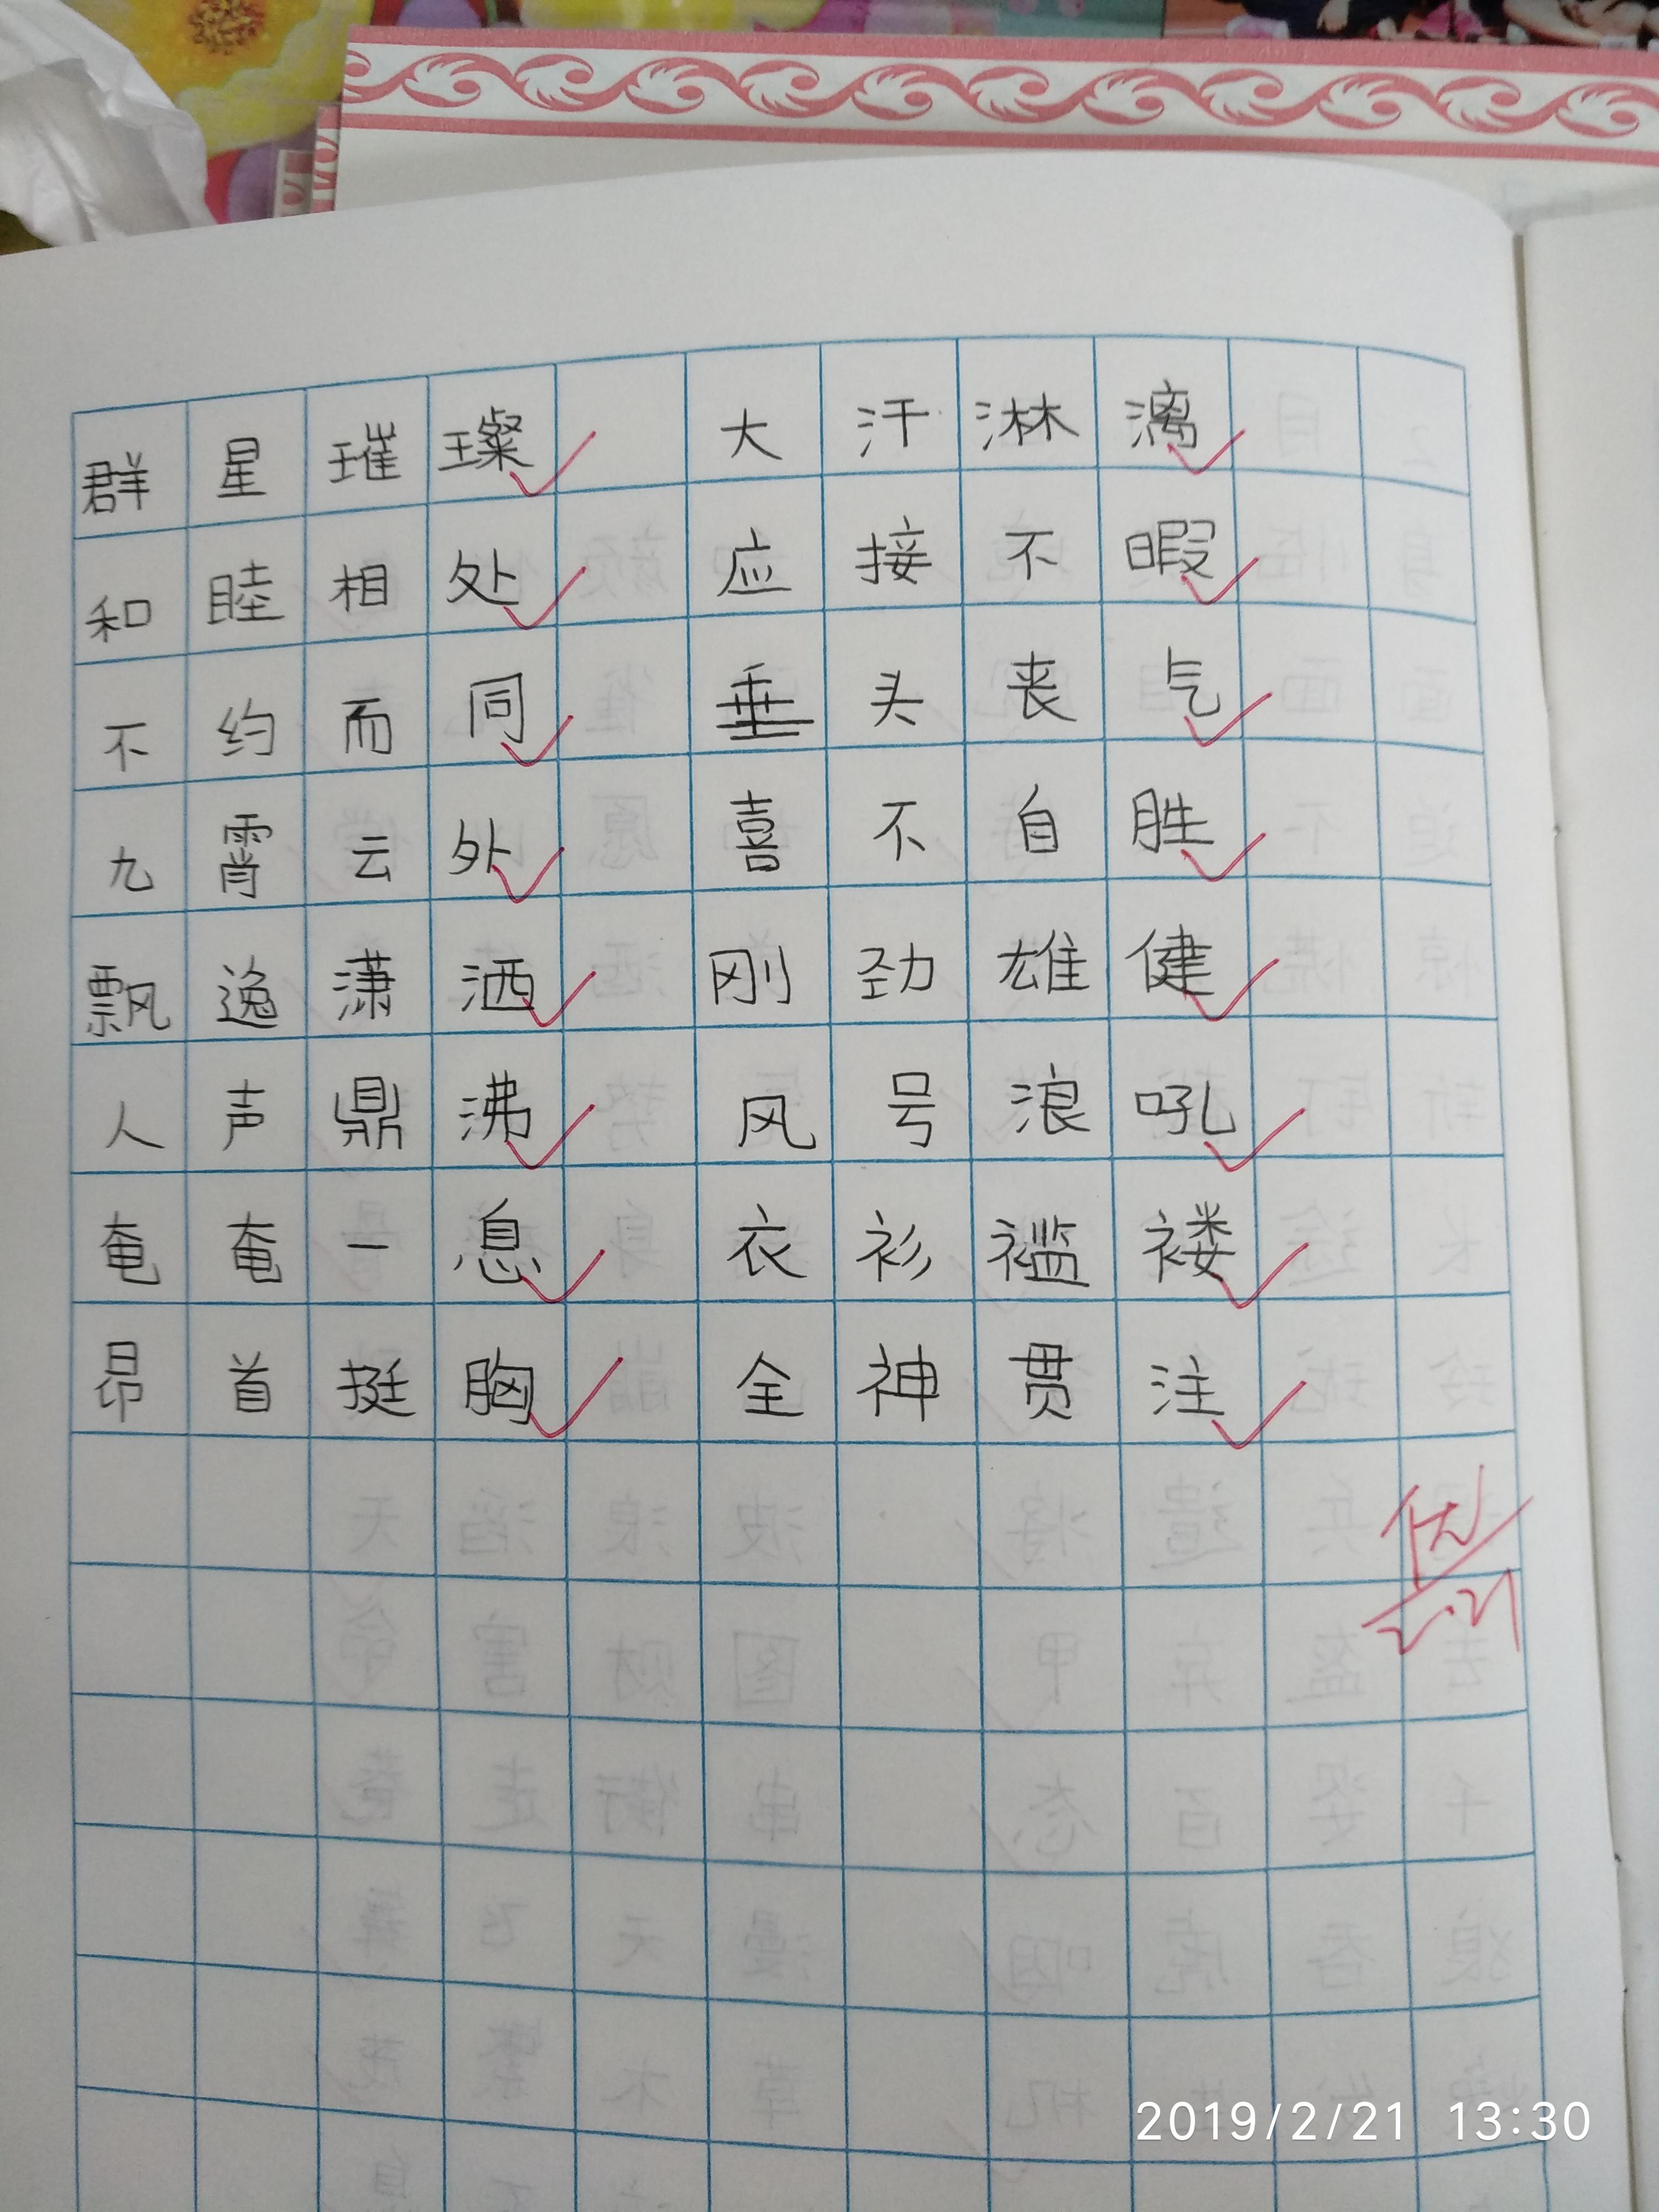 群星璀璨 大汗淋漓
和睦相处 应接不暇
不约而同 垂头丧气
九霄云外 喜不自胜
飘逸潇洒 刚劲雄健
人声鼎沸 风号浪吼
奄奄一息 衣衫褴褛
昂首挺胸 全神贯注
优
2.21
2019/2/21 13:30